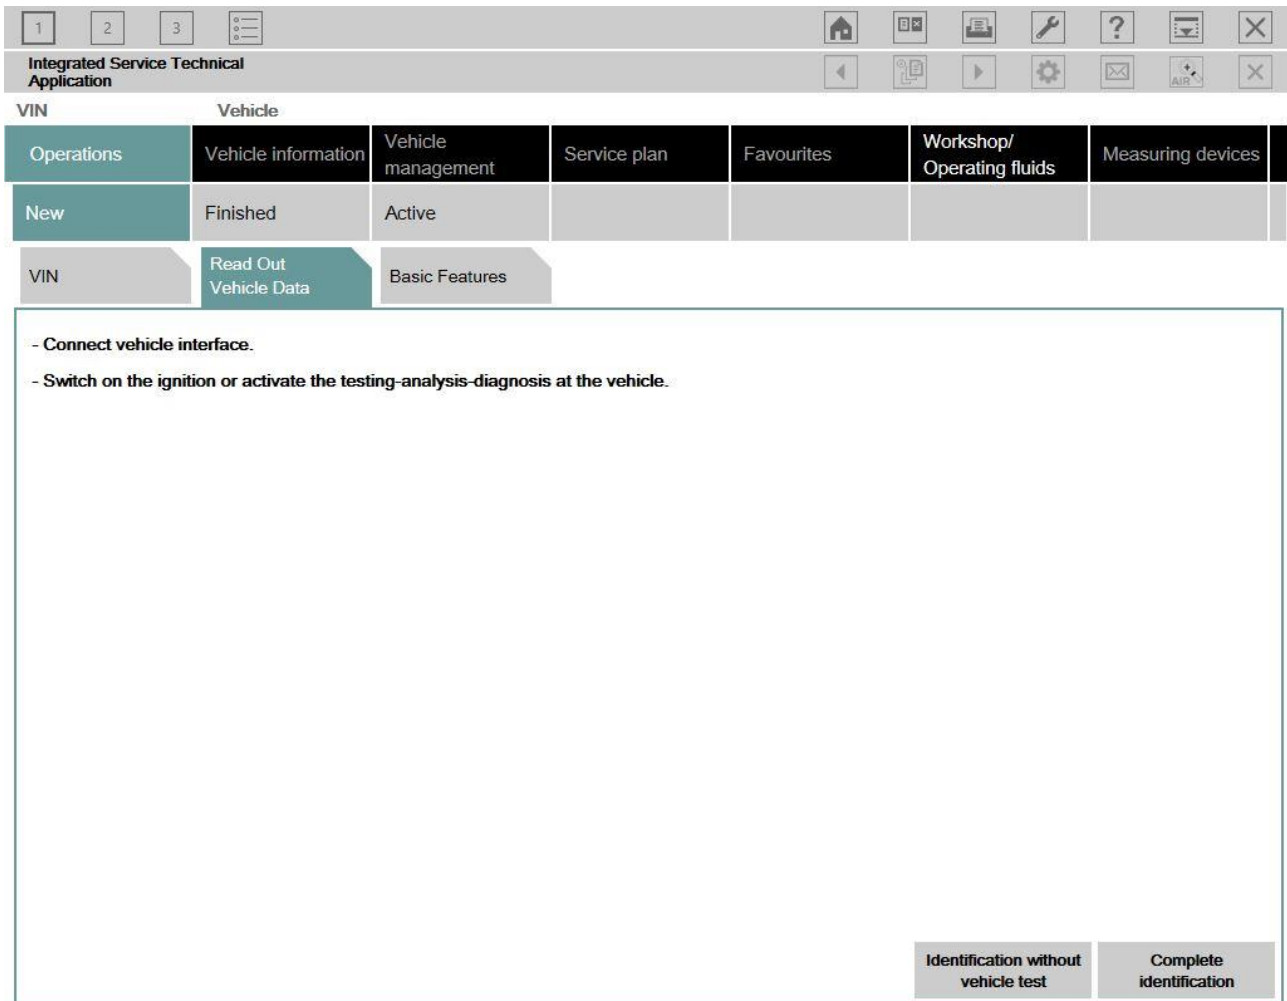 1 2 3
?
Integrated Service Technical
Application
AIR
VIN Vehicle
Operations
Vehicle information
Vehicle
management
Service plan
Favourites
Workshop/
Operating fluids
Measuring devices
New
Finished
Active
VIN
Read Out
Vehicle Data
Basic Features
- Connect vehicle interface.
- Switch on the ignition or activate the testing-analysis-diagnosis at the vehicle.
Identification without
vehicle test
Complete
identification